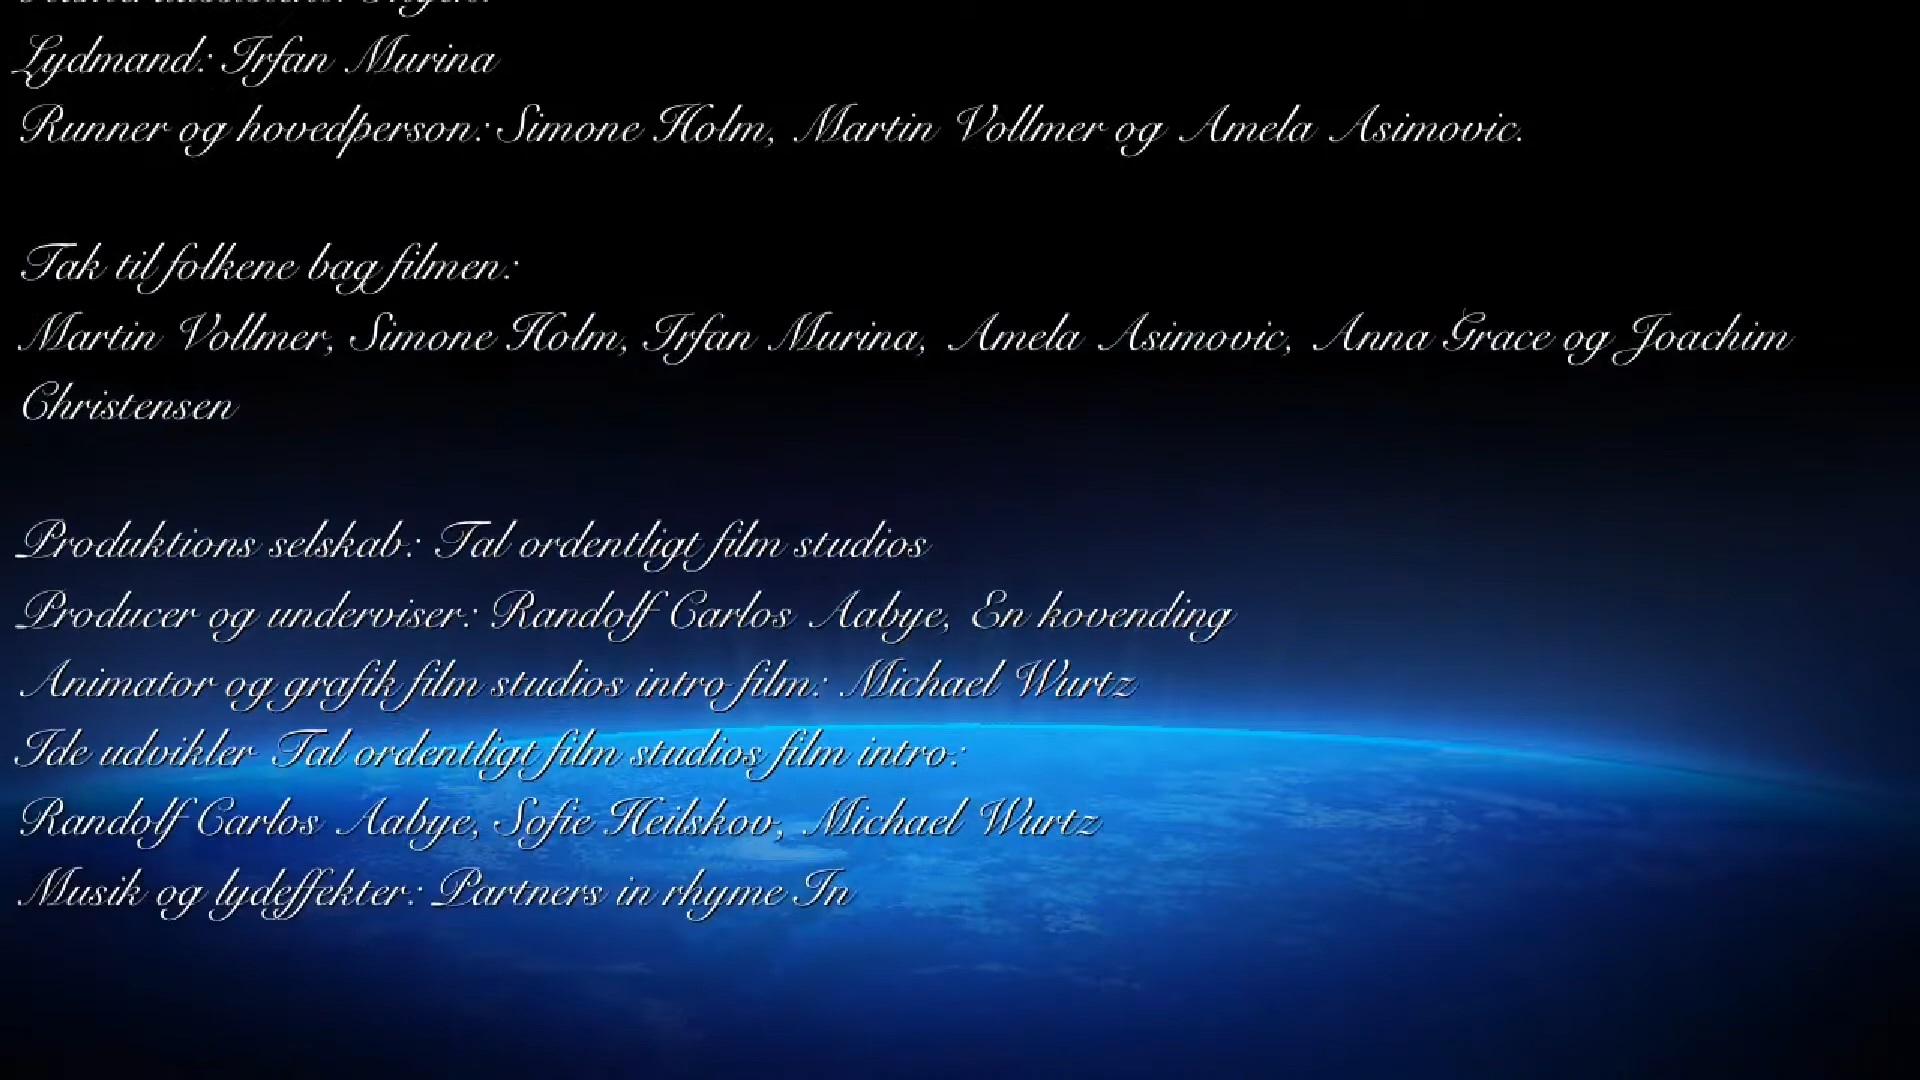 Lydmand: Irfan Murina
Runner og hovedperson: Simone Holm, Martin Vollmer og Amela Asimovic.
Tak til folkene bag filmen:
Martin Vollmer, Simone Holm, Irfan Murina, Amela Asimovic, Anna Grace og Joachim
Christensen
Produktions selskab: Tal ordentligt film studios
Producer og underviser: Randolf Carlos Aabye, En kovending
Animator og grafik film studios intro film: Michael Wurtz
Ide udvikler Tal ordentligt film studios film intro:
Randolf Carlos Aabye, Sofie Heilskov, Michael Wurtz
Musik og lydeffekter: Partners in rhyme In